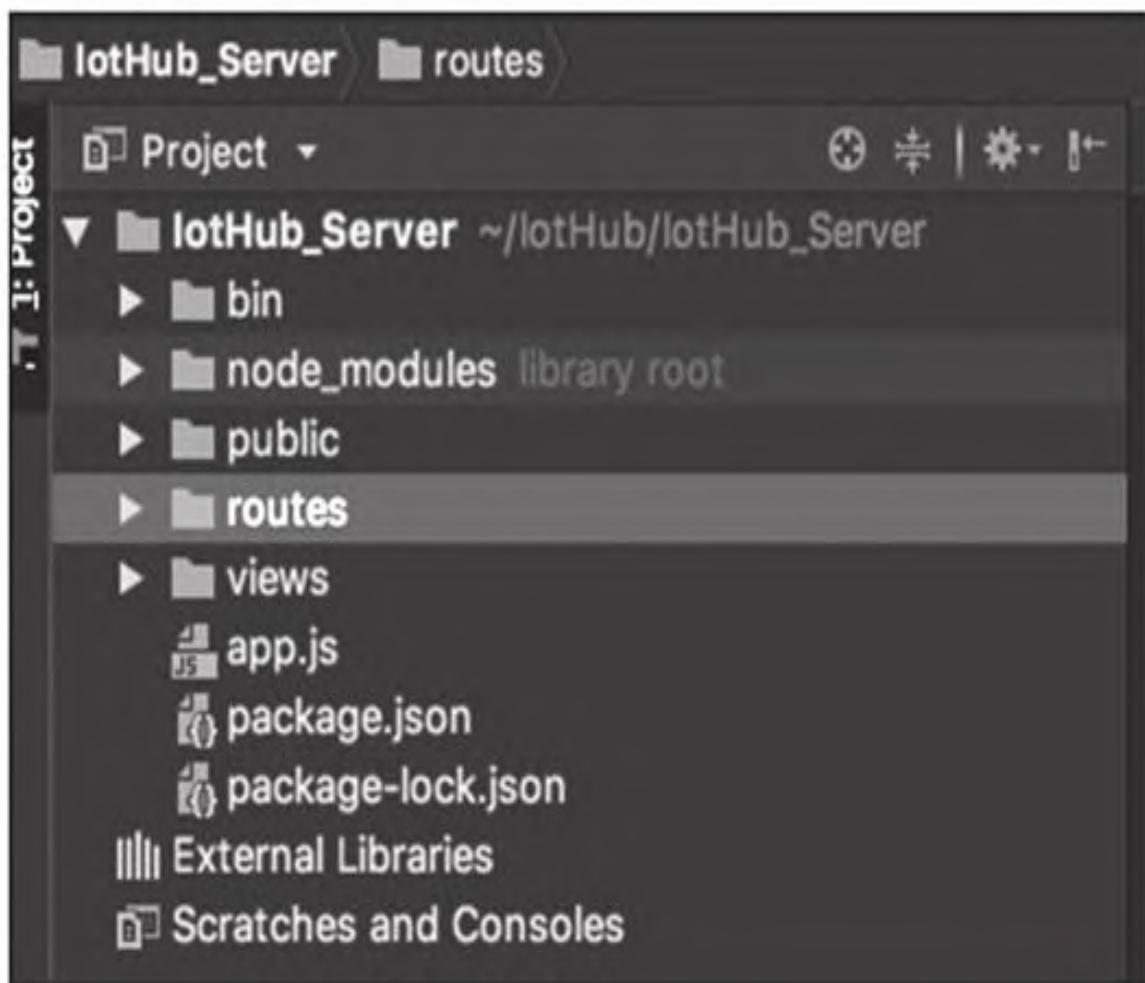 IotHub_Server routes
1: Project
Project
IotHub_Server ~/IotHub/IotHub_Server
bin
node_modules library root
public
routes
views
JS app.js
package.json
package-lock.json
External Libraries
Scratches and Consoles